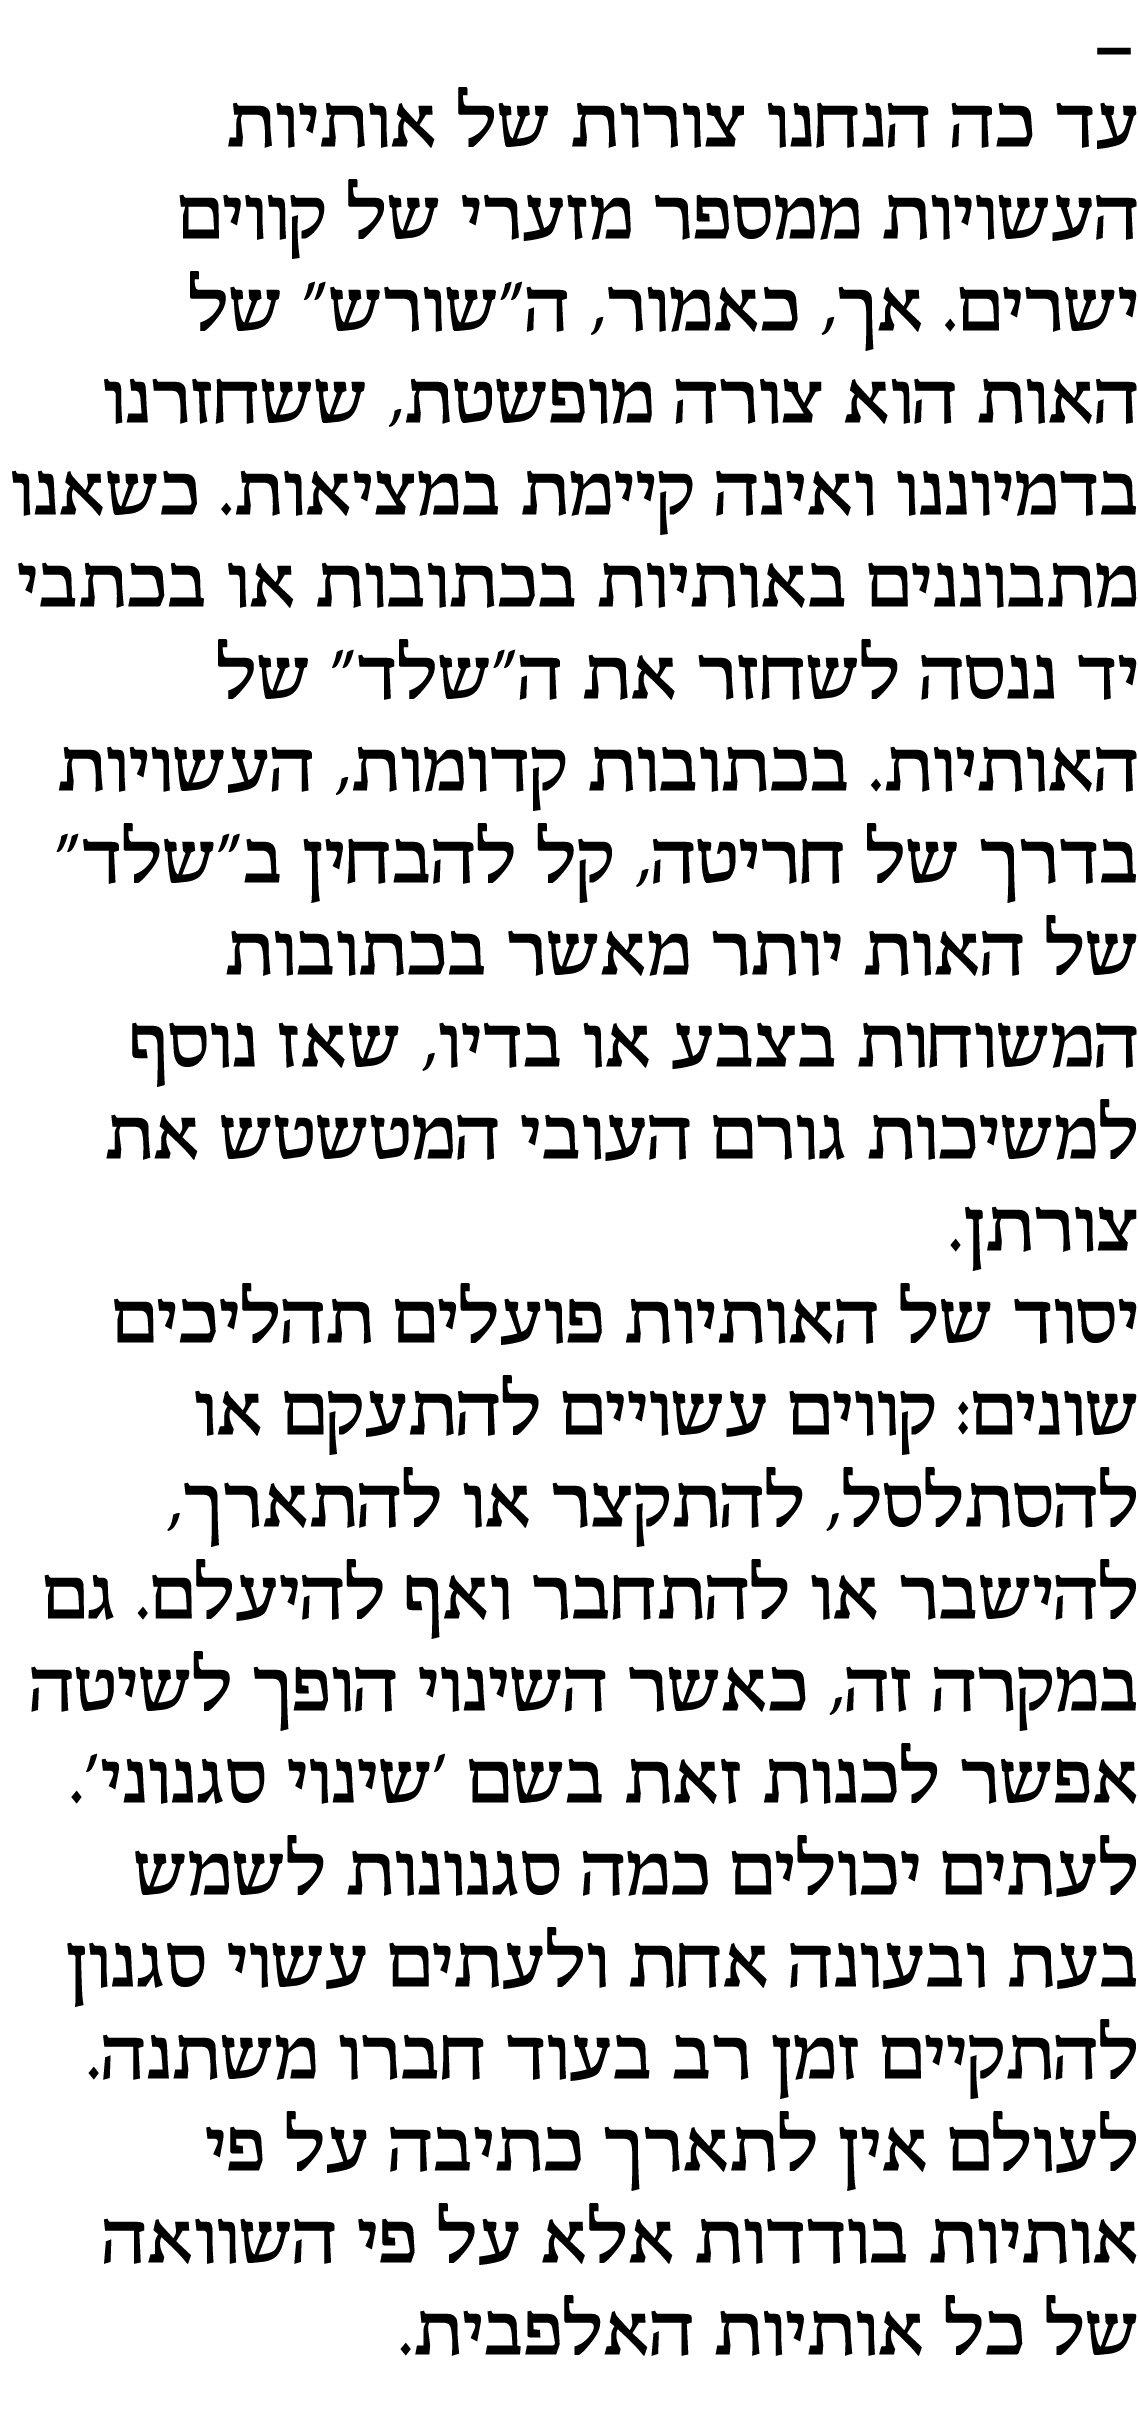 –
עד כה הנחנו צורות של אותיות
העשויות ממספר מזערי של קווים
ישרים. אך, כאמור, ה"שורש" של
האות הוא צורה מופשטת, ששחזרנו
בדמיוננו ואינה קיימת במציאות. כשאנו
מתבוננים באותיות בכתובות או בכתבי
יד ננסה לשחזר את ה"שלד" של
האותיות. בכתובות קדומות, העשויות
בדרך של חריטה, קל להבחין ב"שלד"
של האות יותר מאשר בכתובות
המשוחות בצבע או בדיו, שאז נוסף
למשיכות גורם העובי המטשטש את
צורתן.
יסוד של האותיות פועלים תהליכים
שונים: קווים עשויים להתעקם או
להסתלסל, להתקצר או להתארך,
להישבר או להתחבר ואף להיעלם. גם
במקרה זה, כאשר השינוי הופך לשיטה
אפשר לכנות זאת בשם 'שינוי סגנוני'.
לעתים יכולים כמה סגנונות לשמש
בעת ובעונה אחת ולעתים עשוי סגנון
להתקיים זמן רב בעוד חברו משתנה.
לעולם אין לתארך כתיבה על פי
אותיות בודדות אלא על פי השוואה
של כל אותיות האלפבית.